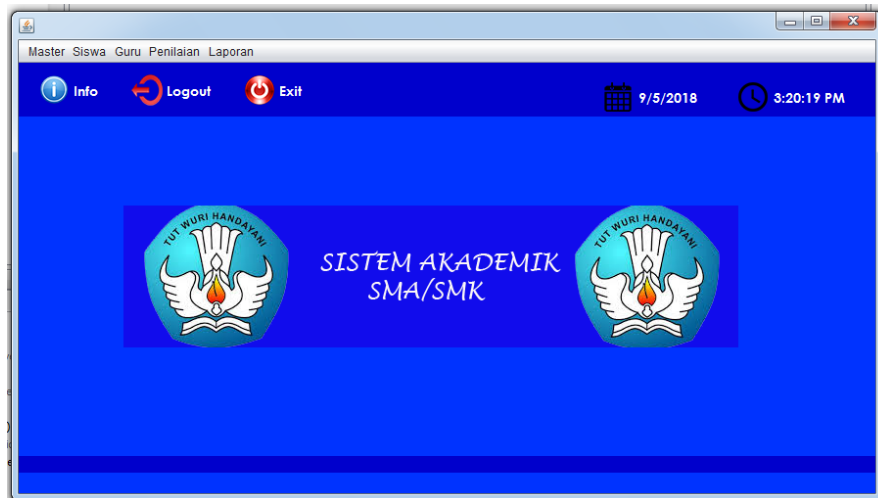 Master Siswa Guru Penilaian Laporan
Info Logout Exit 9/5/2018 3:20:19 PM
TUT WURI HANDAYANI
SISTEM AKADEMIK
SMA/SMK
TUT WURI HANDAYANI